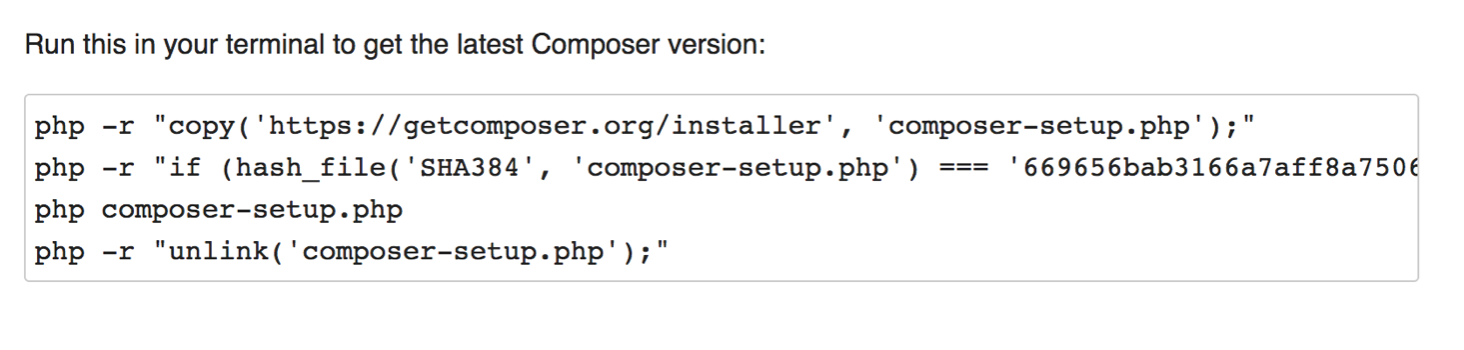 Run this in your terminal to get the latest Composer version:
php -r "copy('https://getcomposer.org/installer', 'composer-setup.php');"
php -r "if (hash_file('SHA384', 'composer-setup.php') === '669656bab3166a7aff8a7506
php composer-setup.php
php -r "unlink('composer-setup.php');"